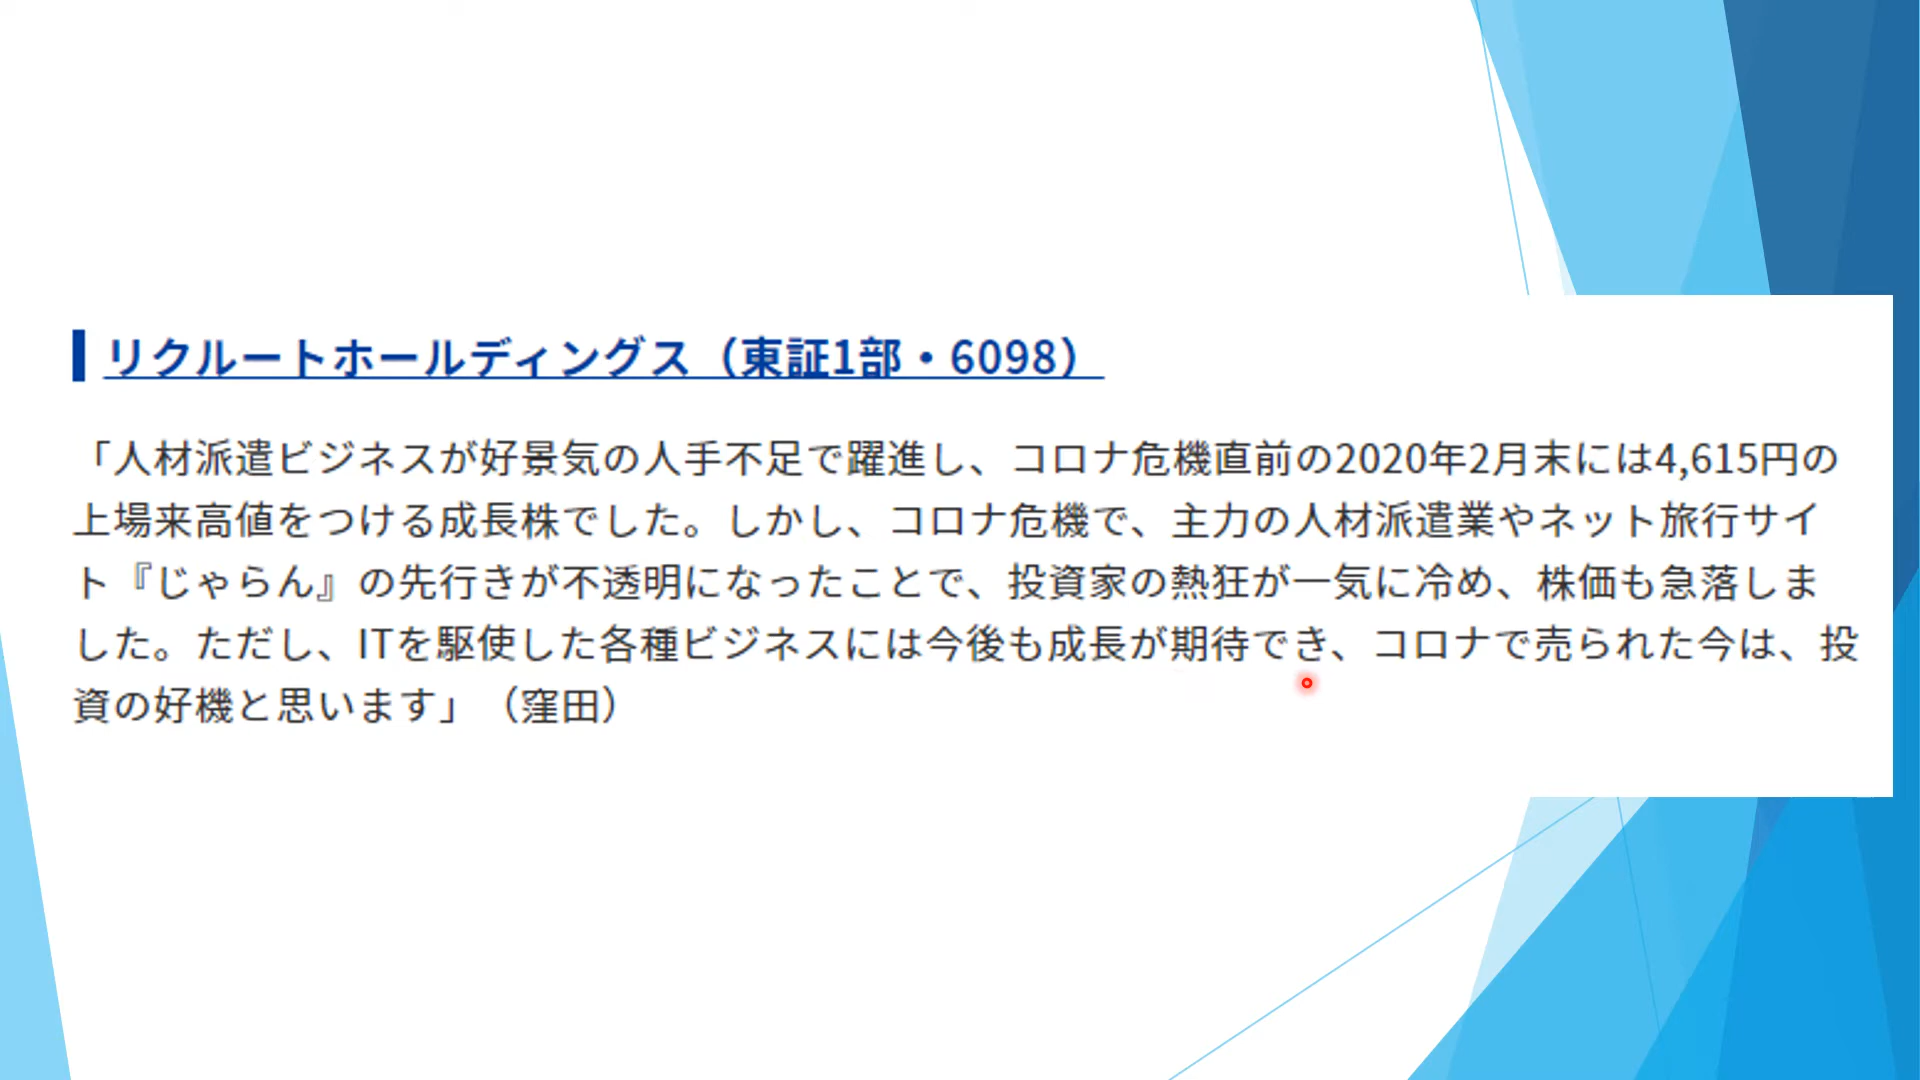 リクルートホールディングス（東証1部・6098）
「人材派遣ビジネスが好景気の人手不足で躍進し、コロナ危機直前の2020年2月末には4,615円の
上場来高値をつける成長株でした。しかし、コロナ危機で、主力の人材派遣業やネット旅行サイ
ト『じゃらん』の先行きが不透明になったことで、投資家の熱狂が一気に冷め、株価も急落しま
した。ただし、ITを駆使した各種ビジネスには今後も成長が期待でき、コロナで売られた今は、投
資の好機と思います」（窪田）